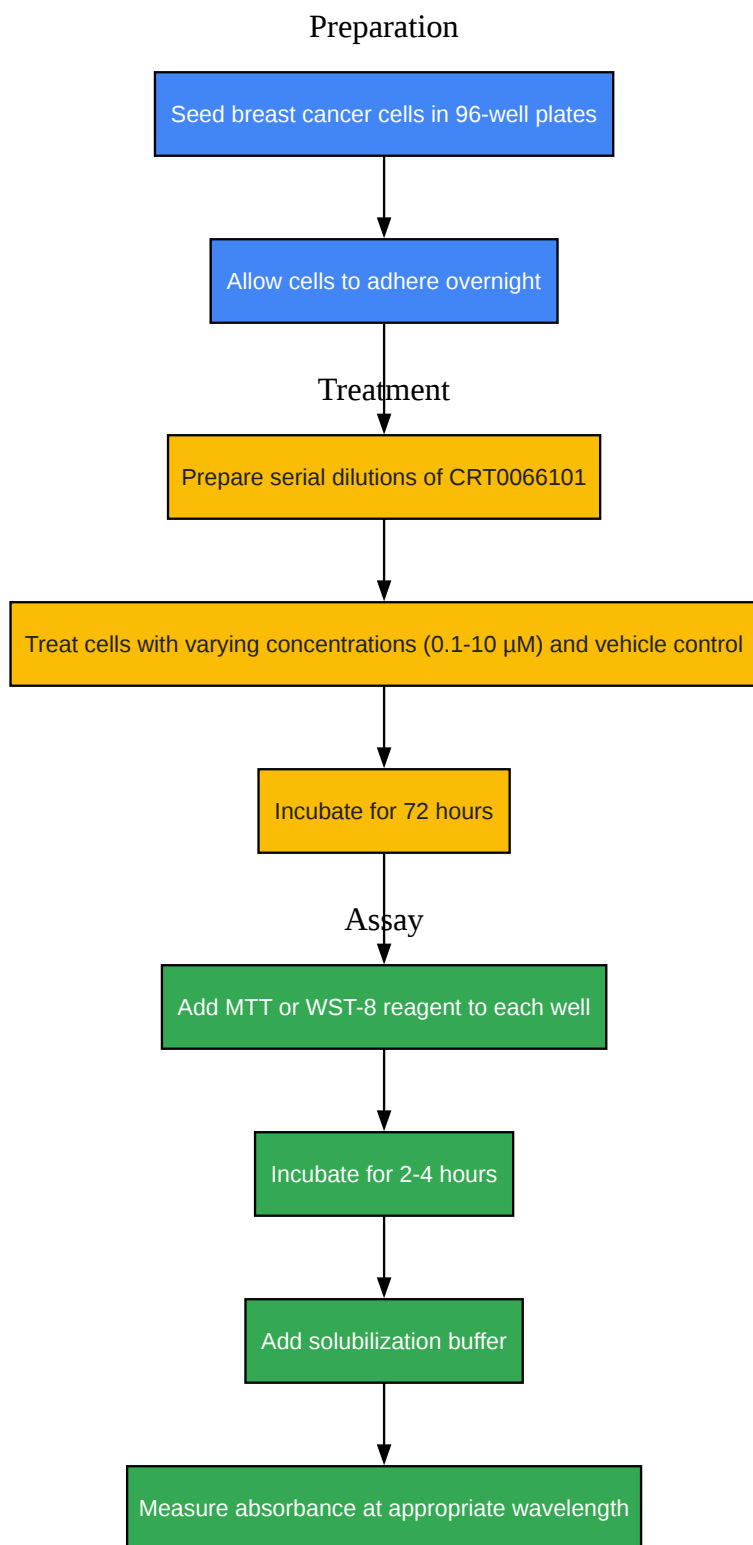 Preparation
Seed breast cancer cells in 96-well plates
Allow cells to adhere overnight
Treatment
Prepare serial dilutions of CRT0066101
Treat cells with varying concentrations (0.1-10 µM) and vehicle control
Incubate for 72 hours
Assay
Add MTT or WST-8 reagent to each well
Incubate for 2-4 hours
Add solubilization buffer
Measure absorbance at appropriate wavelength